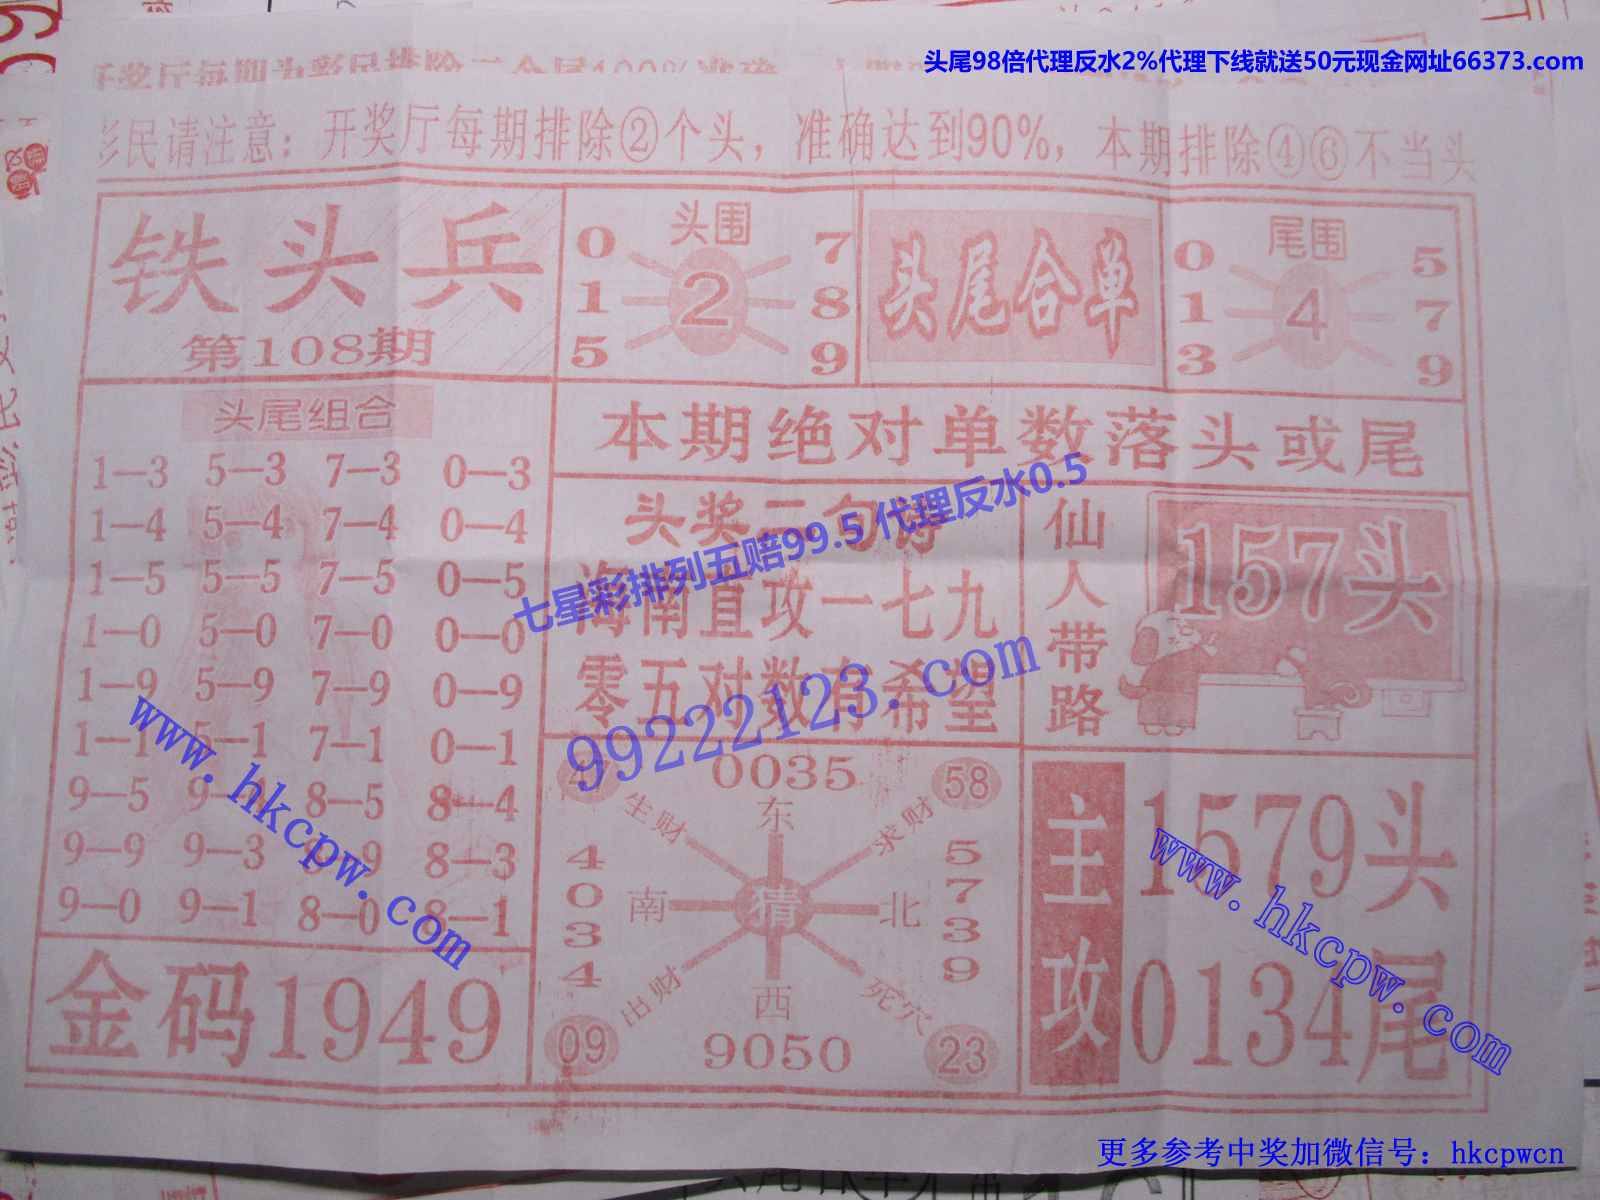 头尾98倍代理反水2%代理下线就送50元现金网址66373.com
彩民请注意：开奖厅每期排除②个头，准确达到90%，本期排除④⑥不当头
铁头兵
第108期
头围
0 7
1 2 8
5 9
头尾合单
尾围
0 5
1 4 7
3 9
头尾组合
1—3 5—3 7—3 0—3
1—4 5—4 7—4 0—4
1—5 5—5 7—5 0—5
1—0 5—0 7—0 0—0
1—9 5—9 7—9 0—9
1—1 5—1 7—1 0—1
9—5 8—5 8—4
9—9 9—3 8—9 8—3
9—0 9—1 8—0 8—1
金码1949
本期绝对单数落头或尾
头奖二句诗
海南直攻一七九
零五对数有希望
仙人带路
157头
0035
58
生财 东 求财
4034
南 猜 北
5739
出财 西 死穴
09
9050
23
主攻
1579头
0134尾
七星彩排列五赔99.5 代理反水0.5
99222123.com
www.hkcpw.com
www.hkcpw.com
更多参考中奖加微信号：hkcpwcn